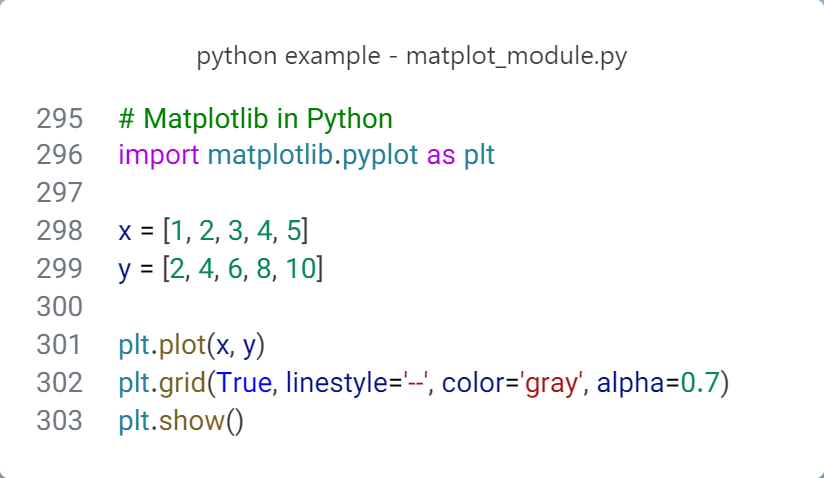 python example - matplot_module.py
295 # Matplotlib in Python
296 import matplotlib.pyplot as plt
297
298 x = [1, 2, 3, 4, 5]
299 y = [2, 4, 6, 8, 10]
300
301 plt.plot(x, y)
302 plt.grid(True, linestyle='--', color='gray', alpha=0.7)
303 plt.show()